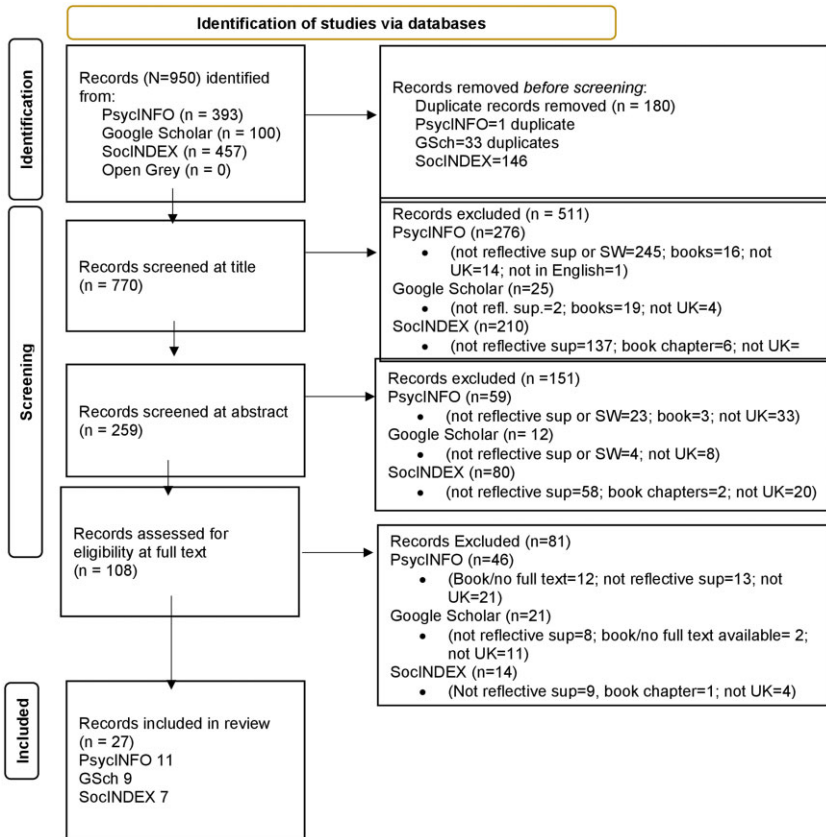 Identification of studies via databases
Identification
Records (N=950) identified
from:
PsycINFO (n = 393)
Google Scholar (n = 100)
SocINDEX (n = 457)
Open Grey (n = 0)
Records removed before screening:
Duplicate records removed (n = 180)
PsycINFO=1 duplicate
GSch=33 duplicates
SocINDEX=146
Screening
Records screened at title
(n = 770)
Records excluded (n = 511)
PsycINFO (n=276)
• (not reflective sup or SW=245; books=16; not
UK=14; not in English=1)
Google Scholar (n=25)
• (not refl. sup.=2; books=19; not UK=4)
SocINDEX (n=210)
• (not reflective sup=137; book chapter=6; not UK=
Records screened at abstract
(n = 259)
Records excluded (n =151)
PsycINFO (n=59)
• (not reflective sup or SW=23; book=3; not UK=33)
Google Scholar (n= 12)
• (not reflective sup or SW=4; not UK=8)
SocINDEX (n=80)
• (not reflective sup=58; book chapters=2; not UK=20)
Records assessed for
eligibility at full text
(n = 108)
Records Excluded (n=81)
PsycINFO (n=46)
• (Book/no full text=12; not reflective sup=13; not
UK=21)
Google Scholar (n=21)
• (not reflective sup=8; book/no full text available= 2;
not UK=11)
SocINDEX (n=14)
• (Not reflective sup=9, book chapter=1; not UK=4)
Included
Records included in review
(n = 27)
PsycINFO 11
GSch 9
SocINDEX 7